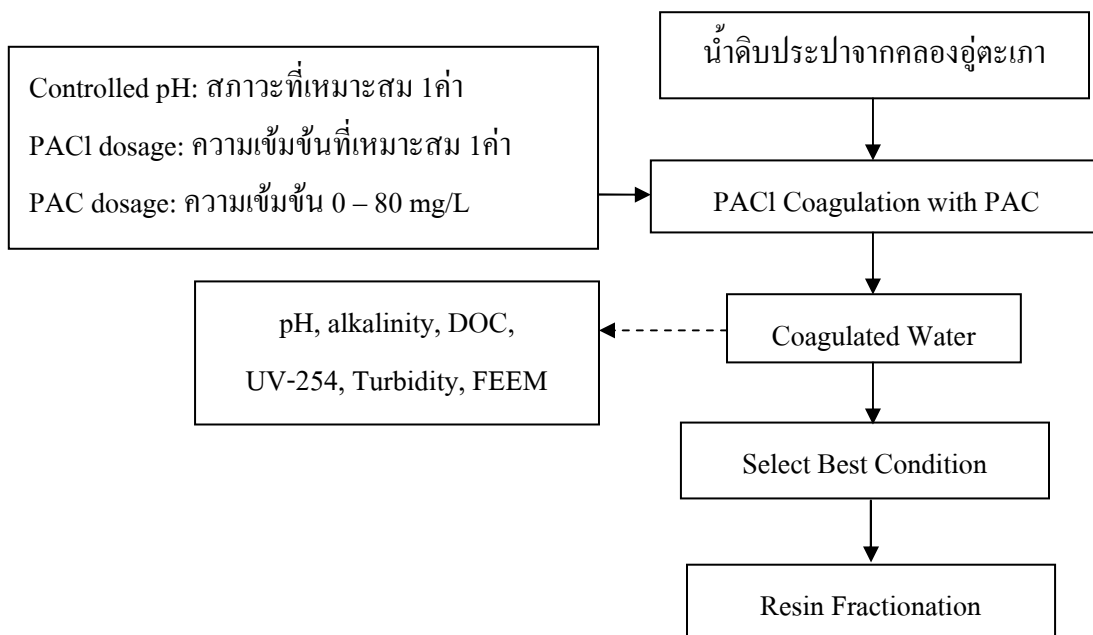 น้ำดิบประปาจากคลองอู่ตะเภา
Controlled pH: สภาวะที่เหมาะสม 1ค่า
PACl dosage: ความเข้มข้นที่เหมาะสม 1ค่า
PAC dosage: ความเข้มข้น 0 – 80 mg/L
PACl Coagulation with PAC
pH, alkalinity, DOC,
UV-254, Turbidity, FEEM
Coagulated Water
Select Best Condition
Resin Fractionation